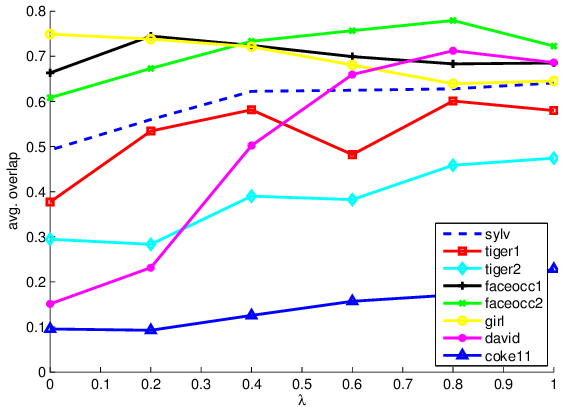 0.8
0.7
0.6
0.5
0.4
0.3
0.2
0.1
0
avg. overlap
sylv
tiger1
tiger2
faceocc1
faceocc2
girl
david
coke11
0 0.1 0.2 0.3 0.4 0.5 0.6 0.7 0.8 0.9 1
λ